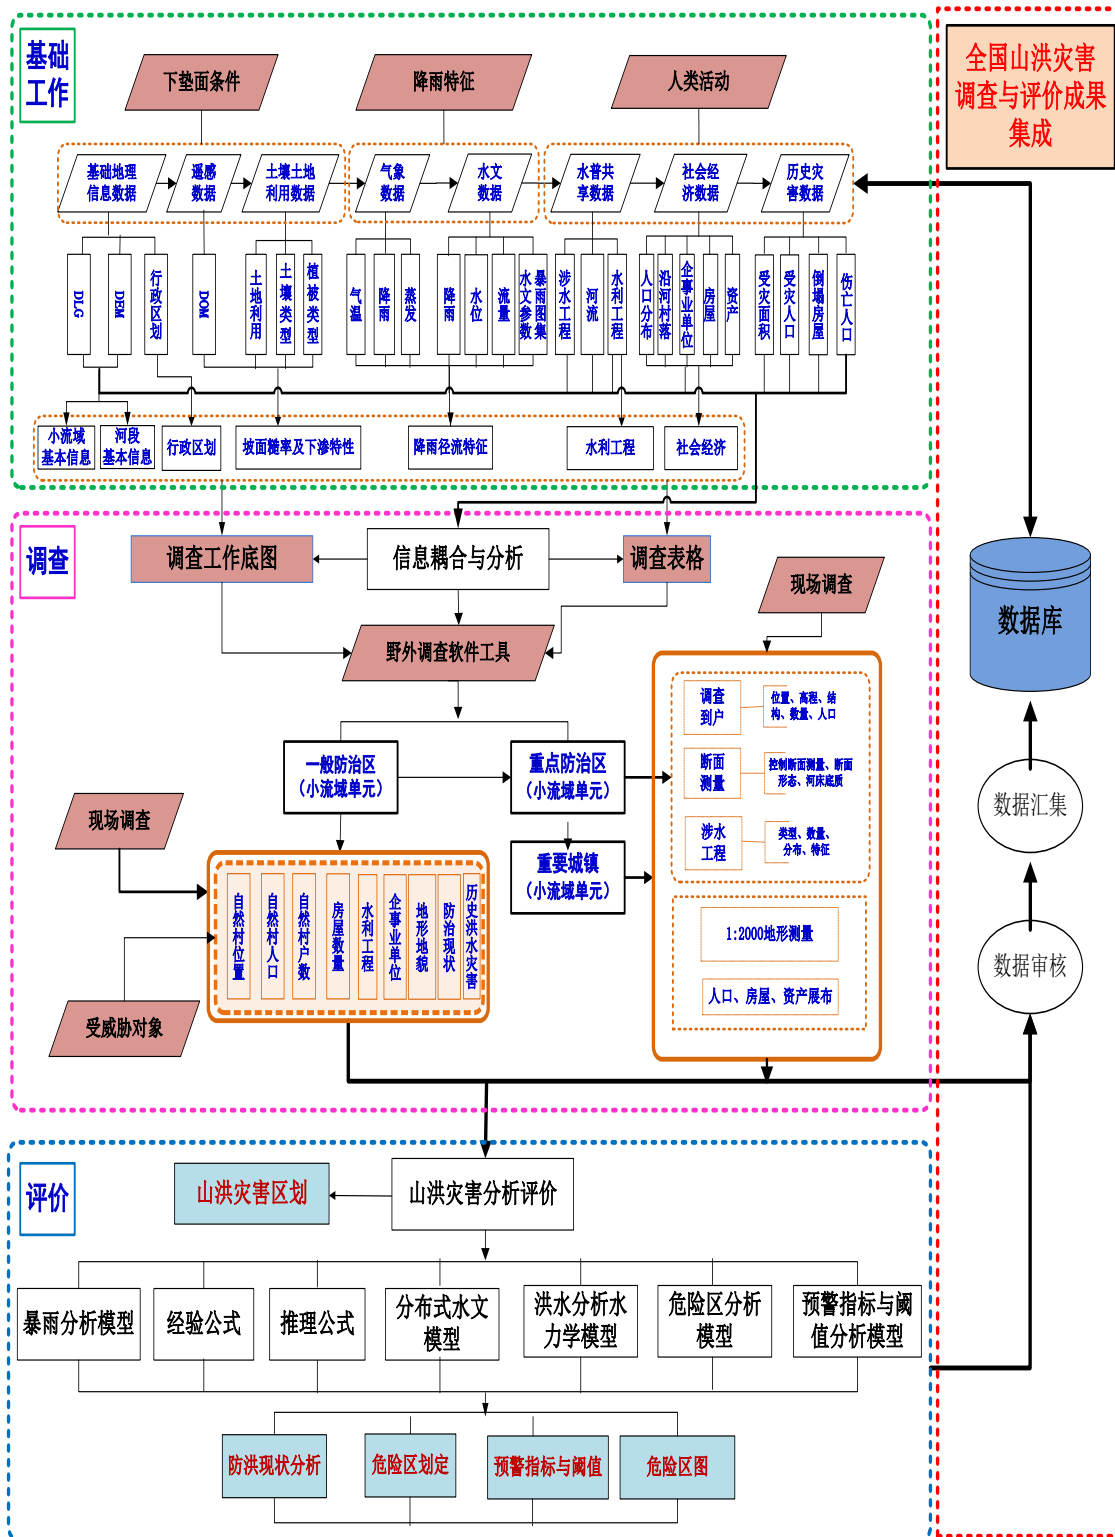 基础
工作
全国山洪灾害
调查与评价成果
集成
下垫面条件
降雨特征
人类活动
基础地理
信息数据
遥感
数据
土壤土地
利用数据
气象
数据
水文
数据
水普共
享数据
社会经
济数据
历史灾
害数据
DLG
DEM
行政区划
DOM
土地利用
土壤类型
植被类型
气温
降雨
蒸发
降雨
水位
流量
暴雨图集
水文参数
涉水工程
河流
水利工程
人口分布
沿河村落
企事业单位
房屋
资产
受灾面积
受灾人口
倒塌房屋
伤亡人口
小流域
基本信息
河段
基本信息
行政区划
坡面糙率及下渗特性
降雨径流特征
水利工程
社会经济
调查
调查工作底图
信息耦合与分析
调查表格
现场调查
数据库
野外调查软件工具
调查
到户
位置、高程、结
构、数量、人口
一般防治区
(小流域单元)
重点防治区
(小流域单元)
断面
测量
控制断面测量、断面
形态、河床底质
数据汇集
现场调查
涉水
工程
类型、数量、
分布、特征
重要城镇
(小流域单元)
自然村位置
自然村人口
自然村户数
房屋数量
水利工程
企事业单位
地形地貌
防治现状
历史洪水灾害
1:2000地形测量
数据审核
人口、房屋、资产展布
受威胁对象
评价
山洪灾害区划
山洪灾害分析评价
暴雨分析模型
经验公式
推理公式
分布式水文
模型
洪水分析水
力学模型
危险区分析
模型
预警指标与阈
值分析模型
防洪现状分析
危险区划定
预警指标与阈值
危险区图